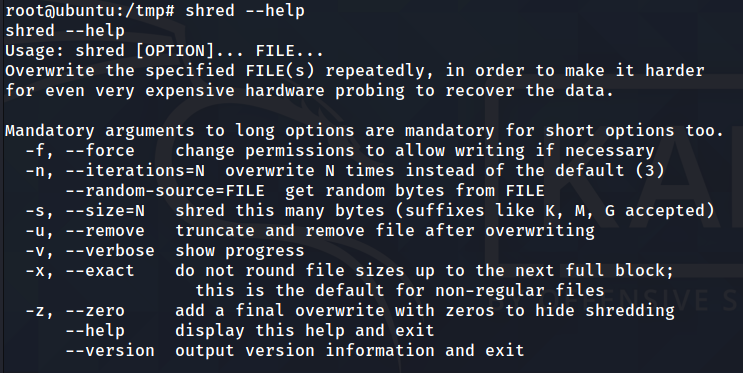 root@ubuntu:/tmp# shred --help
shred --help
Usage: shred [OPTION]... FILE...
Overwrite the specified FILE(s) repeatedly, in order to make it harder
for even very expensive hardware probing to recover the data.

Mandatory arguments to long options are mandatory for short options too.
  -f, --force    change permissions to allow writing if necessary
  -n, --iterations=N  overwrite N times instead of the default (3)
      --random-source=FILE  get random bytes from FILE
  -s, --size=N   shred this many bytes (suffixes like K, M, G accepted)
  -u, --remove   truncate and remove file after overwriting
  -v, --verbose  show progress
  -x, --exact    do not round file sizes up to the next full block;
                   this is the default for non-regular files
  -z, --zero     add a final overwrite with zeros to hide shredding
      --help     display this help and exit
      --version  output version information and exit